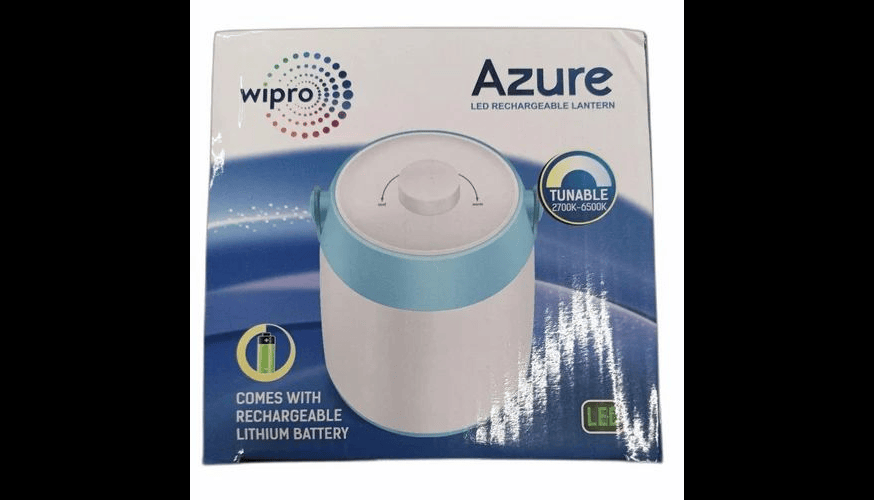 wipro
Azure
LED RECHARGEABLE LANTERN
TUNABLE
2700K-6500K
COMES WITH
RECHARGEABLE
LITHIUM BATTERY